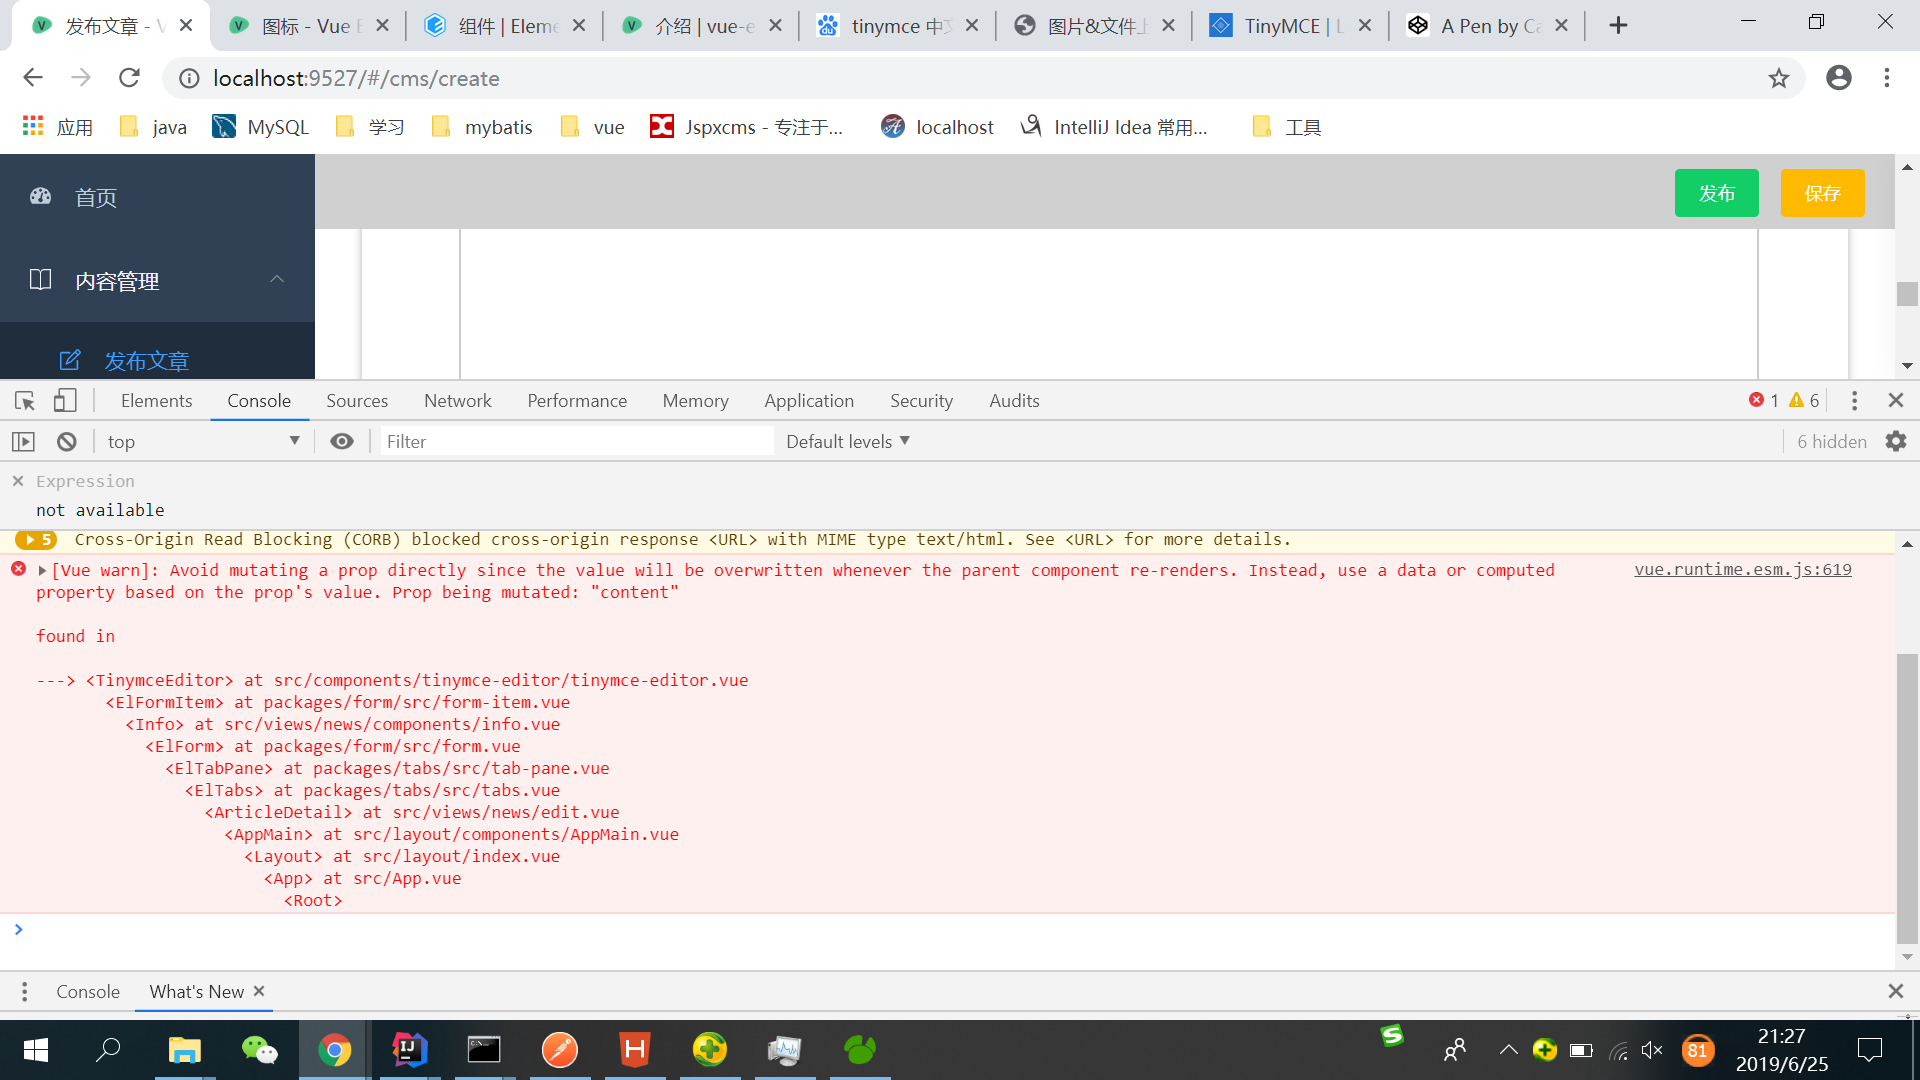 发布文章 - V
图标 - Vue E
组件 | Eleme
介绍 | vue-e
tinymce 中文
图片&文件上
TinyMCE | L
A Pen by Ca
localhost:9527/#/cms/create
应用
java
MySQL
学习
mybatis
vue
Jspxcms - 专注于...
localhost
IntelliJ Idea 常用...
工具
首页
发布
保存
内容管理
发布文章
Elements
Console
Sources
Network
Performance
Memory
Application
Security
Audits
1
6
top
Filter
Default levels
6 hidden
Expression
not available
5 Cross-Origin Read Blocking (CORB) blocked cross-origin response <URL> with MIME type text/html. See <URL> for more details.
[Vue warn]: Avoid mutating a prop directly since the value will be overwritten whenever the parent component re-renders. Instead, use a data or computed
vue.runtime.esm.js:619
property based on the prop's value. Prop being mutated: "content"
found in
---> <TinymceEditor> at src/components/tinymce-editor/tinymce-editor.vue
<ElFormItem> at packages/form/src/form-item.vue
<Info> at src/views/news/components/info.vue
<ElForm> at packages/form/src/form.vue
<ElTabPane> at packages/tabs/src/tab-pane.vue
<ElTabs> at packages/tabs/src/tabs.vue
<ArticleDetail> at src/views/news/edit.vue
<AppMain> at src/layout/components/AppMain.vue
<Layout> at src/layout/index.vue
<App> at src/App.vue
<Root>
Console
What's New
81
21:27
2019/6/25